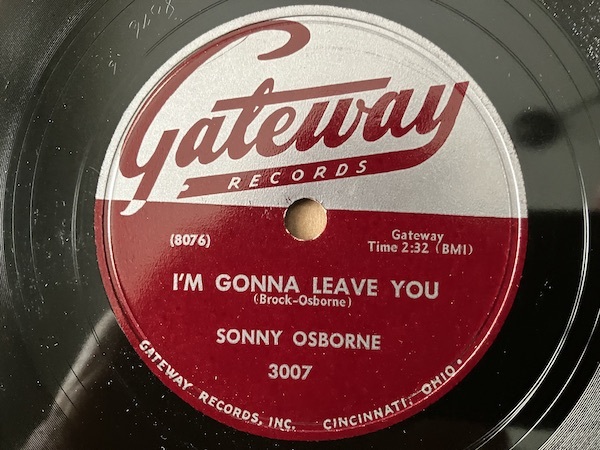 Gateway
RECORDS
(8076)
Gateway
Time 2:32 (BMI)
I'M GONNA LEAVE YOU
(Brock-Osborne)
SONNY OSBORNE
3007
GATEWAY RECORDS, INC. CINCINNATI, OHIO.